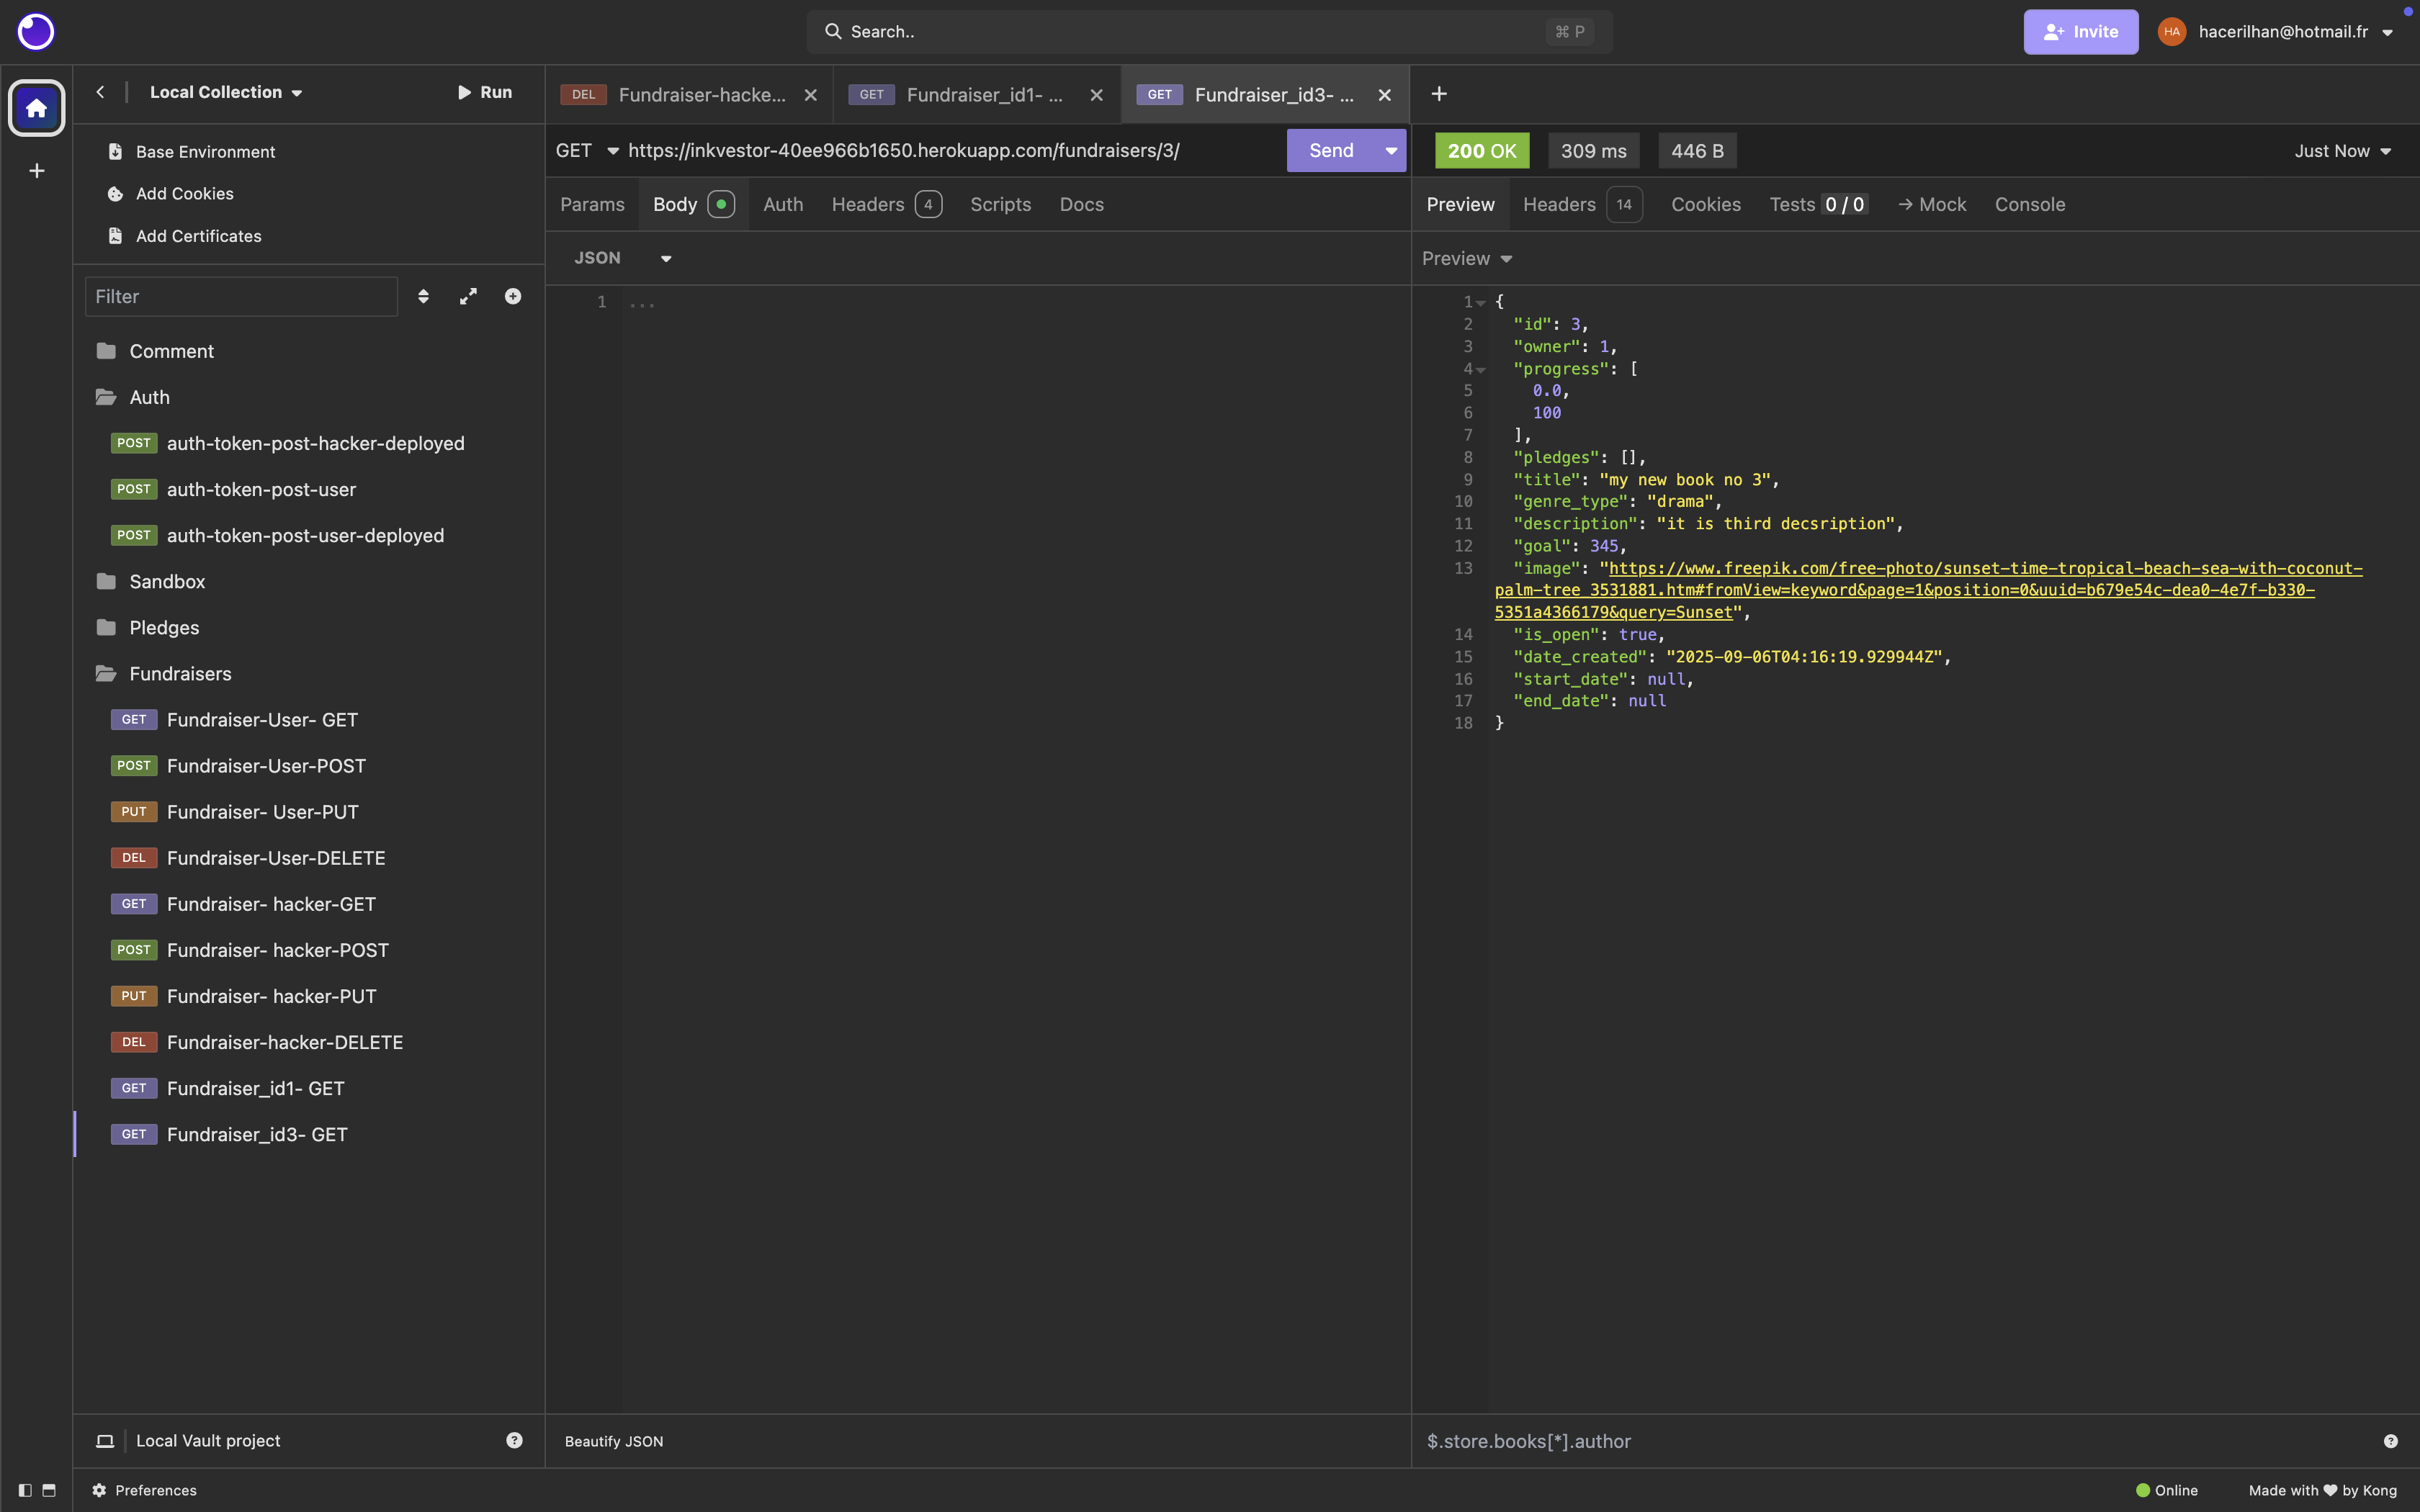 Search..
⌘ P
Invite
HA
hacerilhan@hotmail.fr
Local Collection
Run
Base Environment
Add Cookies
Add Certificates
Filter
Comment
Auth
POST auth-token-post-hacker-deployed
POST auth-token-post-user
POST auth-token-post-user-deployed
Sandbox
Pledges
Fundraisers
GET Fundraiser-User- GET
POST Fundraiser-User-POST
PUT Fundraiser- User-PUT
DEL Fundraiser-User-DELETE
GET Fundraiser- hacker-GET
POST Fundraiser- hacker-POST
PUT Fundraiser- hacker-PUT
DEL Fundraiser-hacker-DELETE
GET Fundraiser_id1- GET
GET Fundraiser_id3- GET
Local Vault project
DEL Fundraiser-hacke...
GET Fundraiser_id1- ...
GET Fundraiser_id3- ...
GET https://inkvestor-40ee966b1650.herokuapp.com/fundraisers/3/
Send
Params Body Auth Headers 4 Scripts Docs
JSON
1 ...
Beautify JSON
200 OK 309 ms 446 B
Just Now
Preview Headers 14 Cookies Tests 0 / 0 → Mock Console
Preview
1 {
2 "id": 3,
3 "owner": 1,
4 "progress": [
5 0.0,
6 100
7 ],
8 "pledges": [],
9 "title": "my new book no 3",
10 "genre_type": "drama",
11 "description": "it is third decsription",
12 "goal": 345,
13 "image": "https://www.freepik.com/free-photo/sunset-time-tropical-beach-sea-with-coconut-
palm-tree_3531881.htm#fromView=keyword&page=1&position=0&uuid=b679e54c-dea0-4e7f-b330-
5351a4366179&query=Sunset",
14 "is_open": true,
15 "date_created": "2025-09-06T04:16:19.929944Z",
16 "start_date": null,
17 "end_date": null
18 }
$.store.books[*].author
Preferences
Online
Made with ♥ by Kong